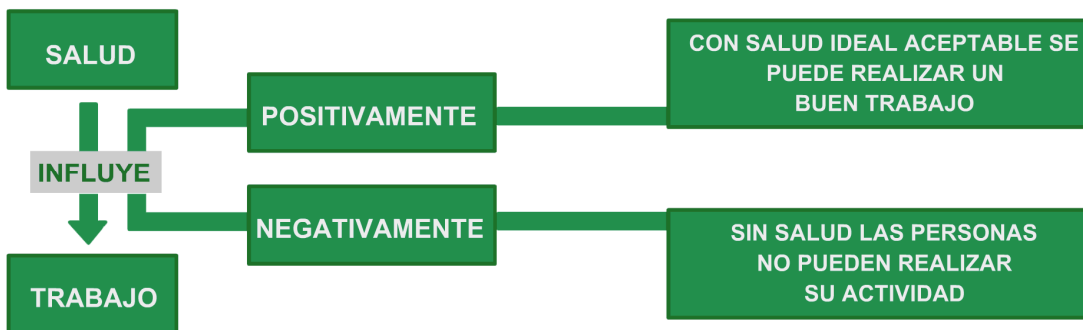 SALUD
INFLUYE
TRABAJO
POSITIVAMENTE
NEGATIVAMENTE
CON SALUD IDEAL ACEPTABLE SE
PUEDE REALIZAR UN
BUEN TRABAJO
SIN SALUD LAS PERSONAS
NO PUEDEN REALIZAR
SU ACTIVIDAD